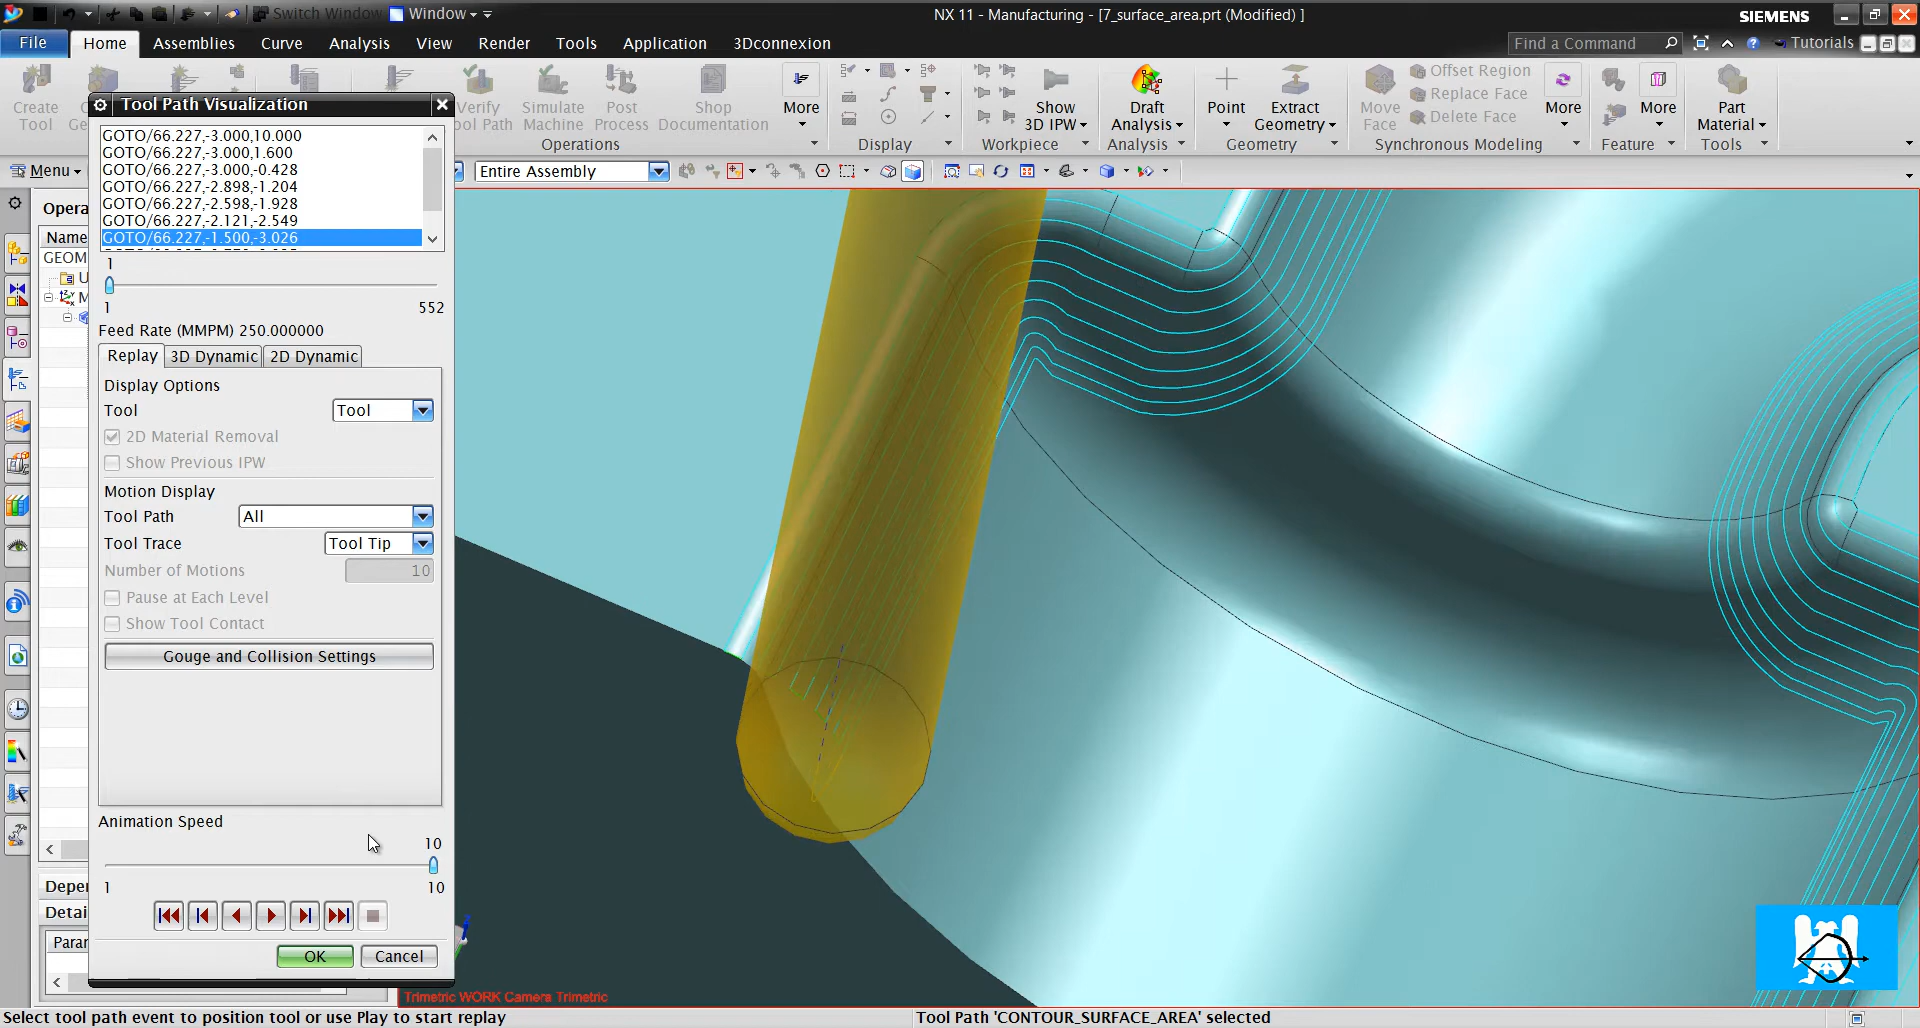 Switch Window Window
NX 11 - Manufacturing - [7_surface_area.prt (Modified) ]
SIEMENS
File Home Assemblies Curve Analysis View Render Tools Application 3Dconnexion
Find a Command
Tutorials
Create Tool
Verify Tool Path
Simulate Machine
Post Process
Shop Documentation
More
Show 3D IPW
Draft Analysis
Point
Extract Geometry
Move Face
Offset Region
Replace Face
Delete Face
More
More
Part Material
Operations Display Workpiece Analysis Geometry Synchronous Modeling Feature Tools
Menu
Entire Assembly
Tool Path Visualization
GOTO/66.227,-3.000,10.000
GOTO/66.227,-3.000,1.600
GOTO/66.227,-3.000,-0.428
GOTO/66.227,-2.898,-1.204
GOTO/66.227,-2.598,-1.928
GOTO/66.227,-2.121,-2.549
GOTO/66.227,-1.500,-3.026
1
1 552
Feed Rate (MMPM) 250.000000
Replay 3D Dynamic 2D Dynamic
Display Options
Tool Tool
2D Material Removal
Show Previous IPW
Motion Display
Tool Path All
Tool Trace Tool Tip
Number of Motions 10
Pause at Each Level
Show Tool Contact
Gouge and Collision Settings
Animation Speed
10
1 10
OK Cancel
Name
GEOM
Trimetric WORK Camera Trimetric
Select tool path event to position tool or use Play to start replay
Tool Path 'CONTOUR_SURFACE_AREA' selected